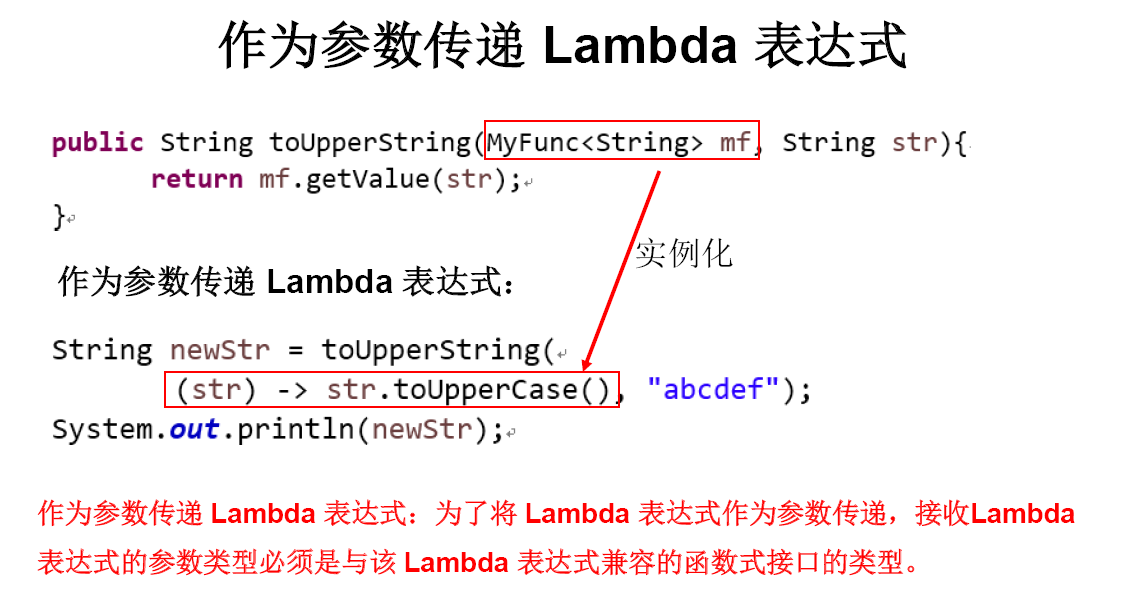 作为参数传递 Lambda 表达式
public String toUpperString(MyFunc<String> mf, String str){
return mf.getValue(str);
}
实例化
作为参数传递 Lambda 表达式：
String newStr = toUpperString(
(str) -> str.toUpperCase(), "abcdef");
System.out.println(newStr);
作为参数传递 Lambda 表达式：为了将 Lambda 表达式作为参数传递，接收Lambda
表达式的参数类型必须是与该 Lambda 表达式兼容的函数式接口的类型。